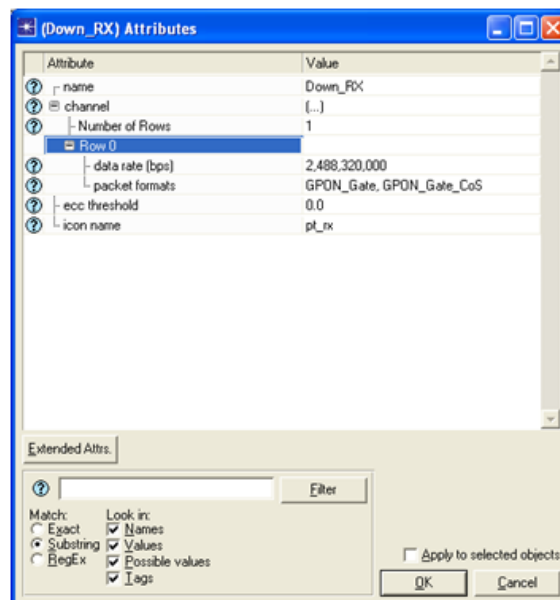 (Down_RX) Attributes
Attribute Value
name Down_RX
channel (...)
Number of Rows 1
Row 0
data rate (bps) 2,488,320,000
packet formats GPON_Gate, GPON_Gate_CoS
ecc threshold 0.0
icon name pt_rx
Extended Attrs.
Filter
Match: Look in:
Exact Names
Substring Values
RegEx Possible values
Tags
Apply to selected objects
OK Cancel